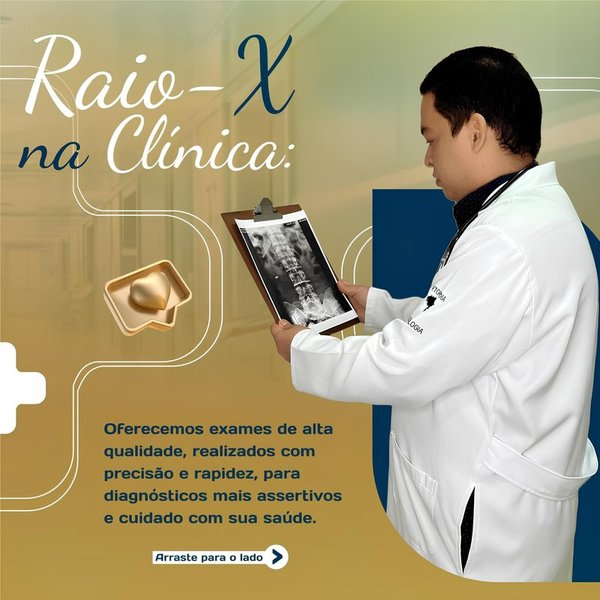 Raio-X
na Clínica:
Oferecemos exames de alta
qualidade, realizados com
precisão e rapidez, para
diagnósticos mais assertivos
e cuidado com sua saúde.
Arraste para o lado